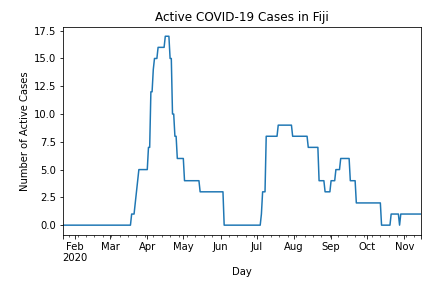 Active COVID-19 Cases in Fiji
17.5
15.0
12.5
10.0
7.5
5.0
2.5
0.0
Number of Active Cases
Feb Mar Apr May Jun Jul Aug Sep Oct Nov
2020
Day